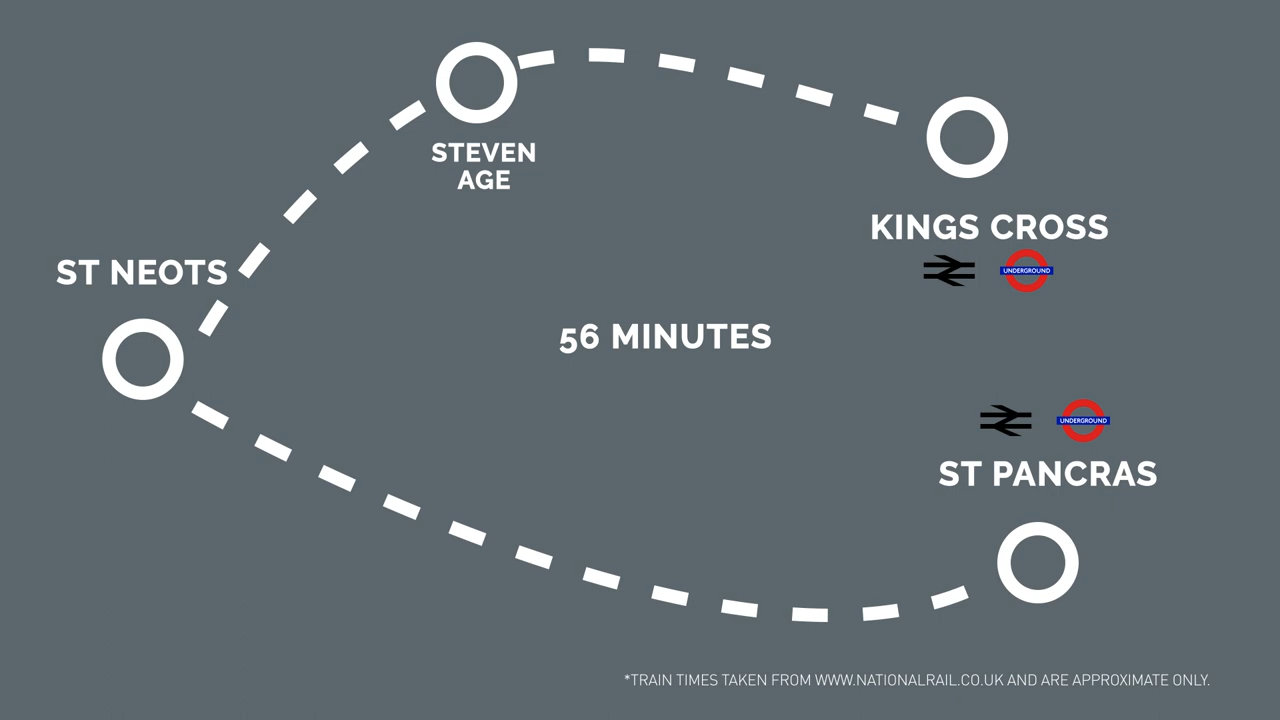 STEVEN
AGE
KINGS CROSS
UNDERGROUND
ST NEOTS
56 MINUTES
UNDERGROUND
ST PANCRAS
*TRAIN TIMES TAKEN FROM WWW.NATIONALRAIL.CO.UK AND ARE APPROXIMATE ONLY.